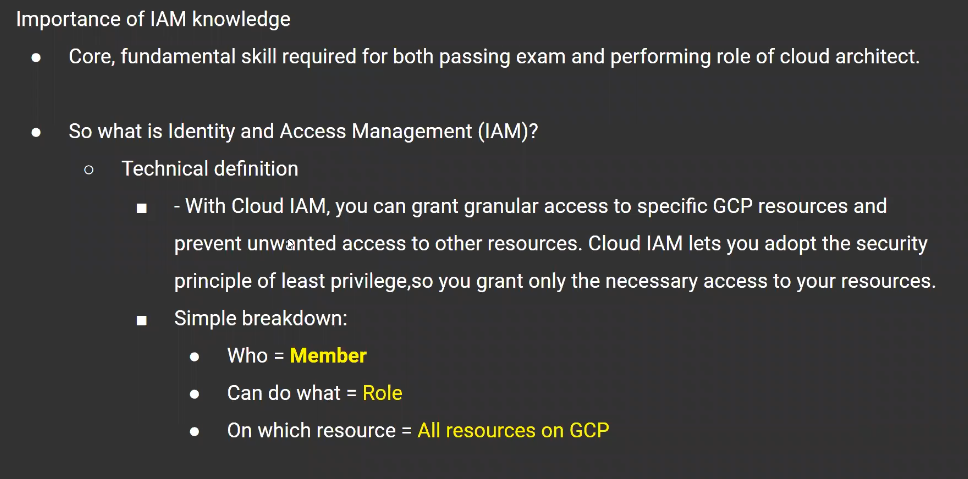 Importance of IAM knowledge
● Core, fundamental skill required for both passing exam and performing role of cloud architect.
● So what is Identity and Access Management (IAM)?
○ Technical definition
■ - With Cloud IAM, you can grant granular access to specific GCP resources and
prevent unwanted access to other resources. Cloud IAM lets you adopt the security
principle of least privilege,so you grant only the necessary access to your resources.
■ Simple breakdown:
● Who = Member
● Can do what = Role
● On which resource = All resources on GCP